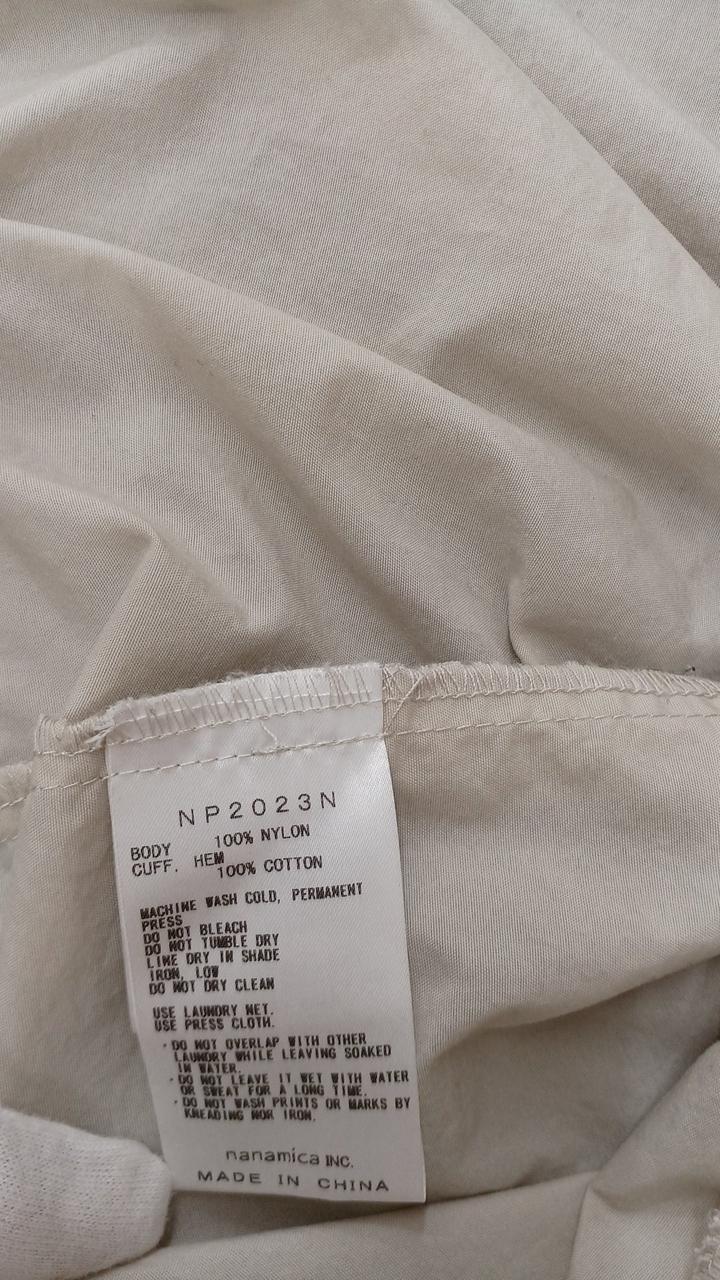 NP2023N
BODY 100% NYLON
CUFF. HEM
100% COTTON
MACHINE WASH COLD, PERMANENT
PRESS
DO NOT BLEACH
DO NOT TUMBLE DRY
LINE DRY IN SHADE
IRON, LOW
DO NOT DRY CLEAN
USE LAUNDRY NET.
USE PRESS CLOTH.
・DO NOT OVERLAP WITH OTHER
LAUNDRY WHILE LEAVING SOAKED
IN WATER.
・DO NOT LEAVE IT WET WITH WATER
OR SWEAT FOR A LONG TIME.
・DO NOT WASH PRINTS OR MARKS BY
KNEADING NOR IRON.
nanamica INC.
MADE IN CHINA